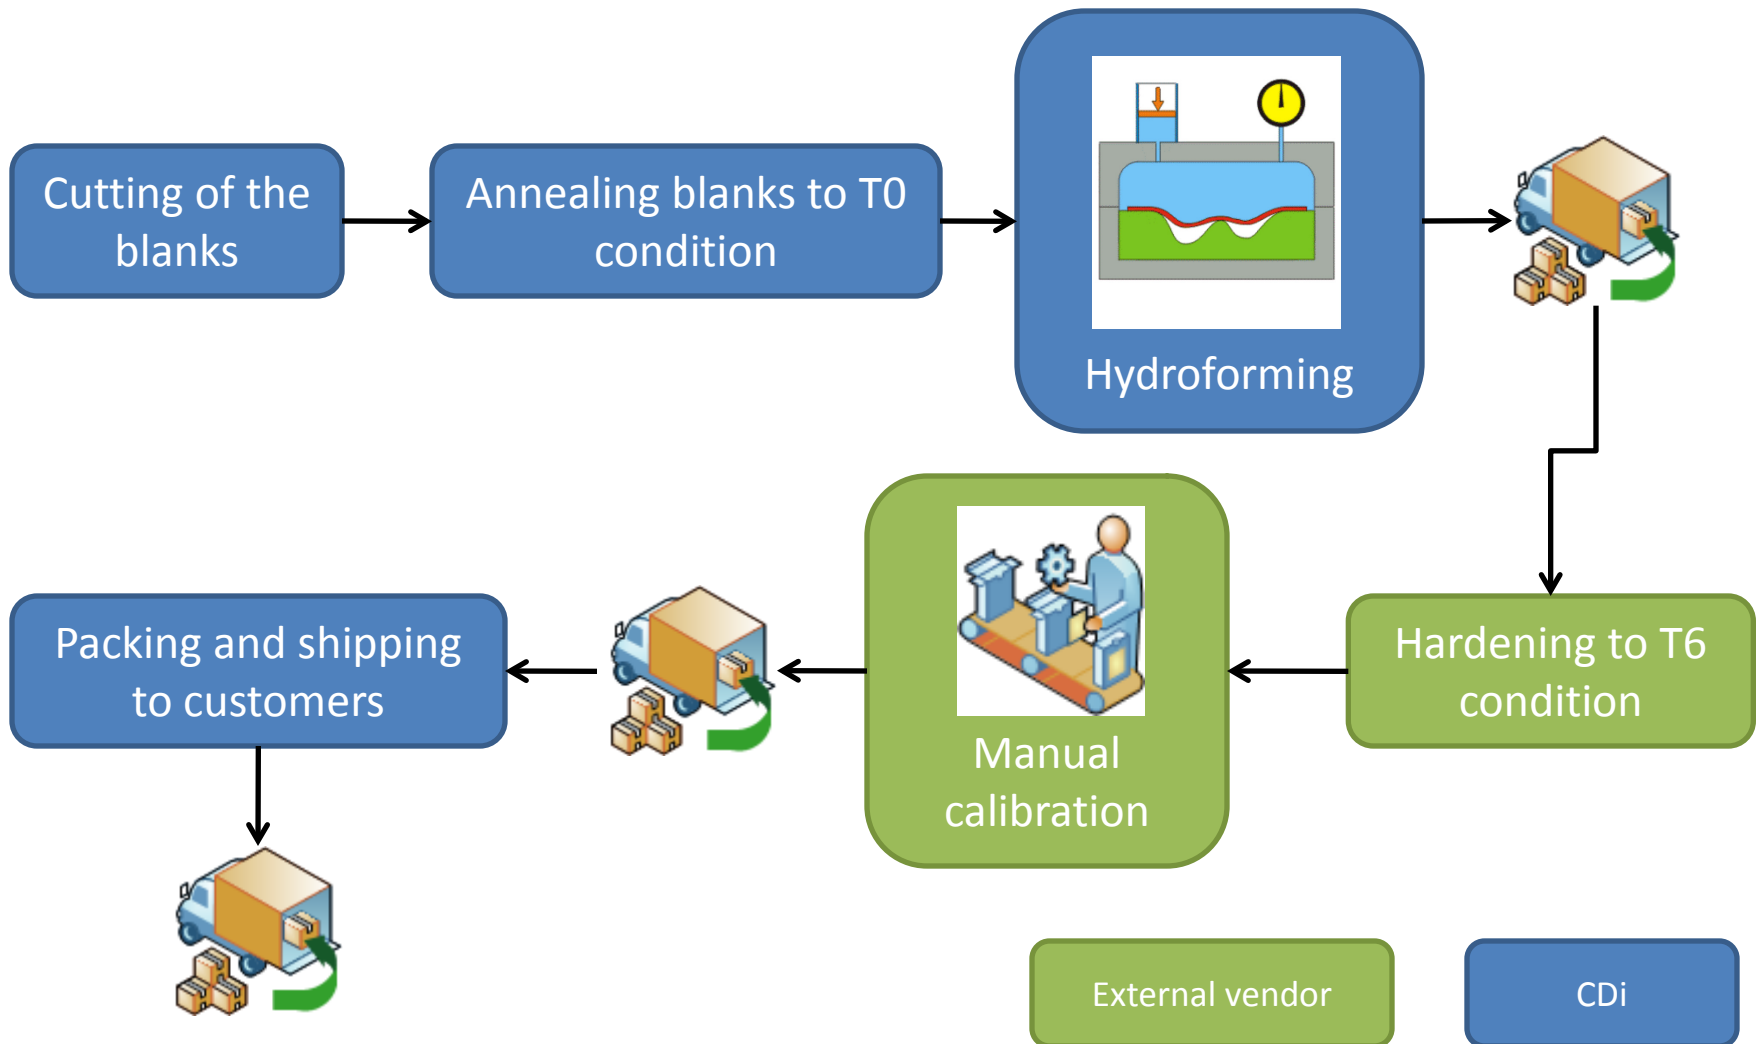 Cutting of the
blanks
Annealing blanks to T0
condition
Hydroforming
Hardening to T6
condition
Manual
calibration
Packing and shipping
to customers
External vendor
CDi